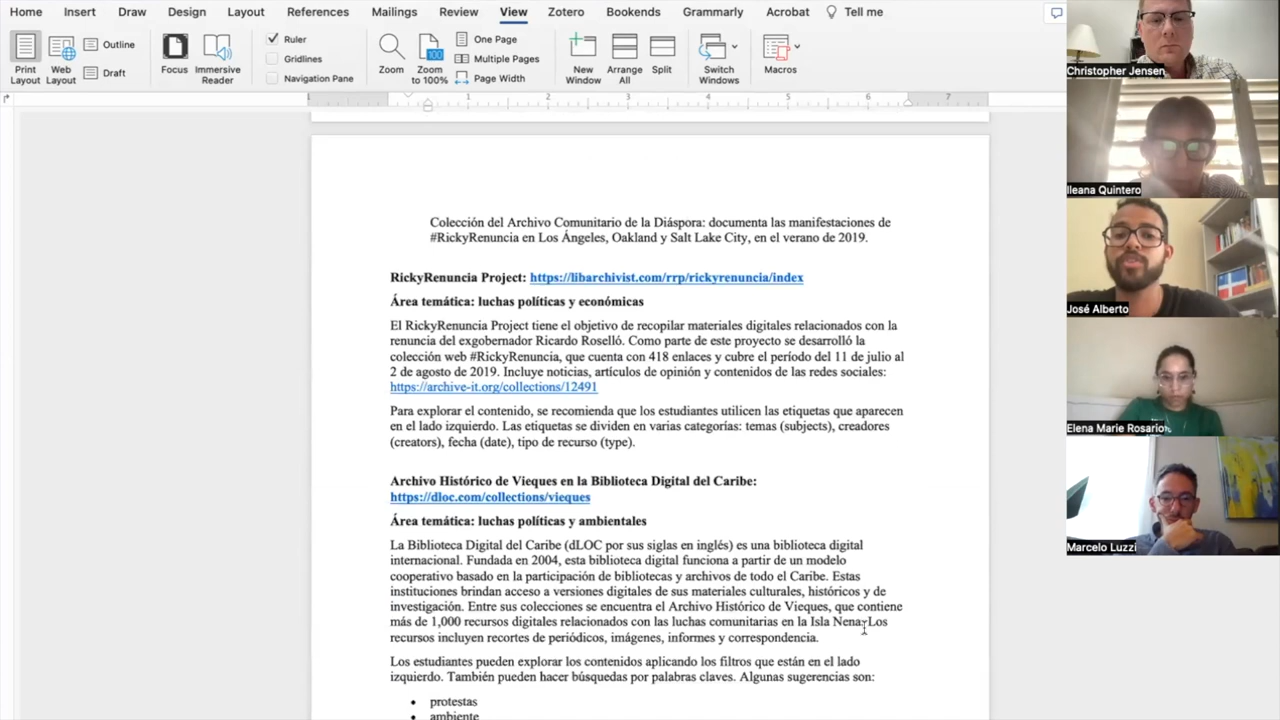 Home Insert Draw Design Layout References Mailings Review View Zotero Bookends Grammarly Acrobat Tell me
Print Layout
Web Layout
Outline
Draft
Focus
Immersive Reader
Ruler
Gridlines
Navigation Pane
Zoom
Zoom to 100%
100
One Page
Multiple Pages
Page Width
New Window
Arrange All
Split
Switch Windows
Macros
1 2 3 4 5 6 7
Colección del Archivo Comunitario de la Diáspora: documenta las manifestaciones de
#RickyRenuncia en Los Ángeles, Oakland y Salt Lake City, en el verano de 2019.
RickyRenuncia Project: https://libarchivist.com/rrp/rickyrenuncia/index
Área temática: luchas políticas y económicas
El RickyRenuncia Project tiene el objetivo de recopilar materiales digitales relacionados con la
renuncia del exgobernador Ricardo Roselló. Como parte de este proyecto se desarrolló la
colección web #RickyRenuncia, que cuenta con 418 enlaces y cubre el período del 11 de julio al
2 de agosto de 2019. Incluye noticias, artículos de opinión y contenidos de las redes sociales:
https://archive-it.org/collections/12491
Para explorar el contenido, se recomienda que los estudiantes utilicen las etiquetas que aparecen
en el lado izquierdo. Las etiquetas se dividen en varias categorías: temas (subjects), creadores
(creators), fecha (date), tipo de recurso (type).
Archivo Histórico de Vieques en la Biblioteca Digital del Caribe:
https://dloc.com/collections/vieques
Área temática: luchas políticas y ambientales
La Biblioteca Digital del Caribe (dLOC por sus siglas en inglés) es una biblioteca digital
internacional. Fundada en 2004, esta biblioteca digital funciona a partir de un modelo
cooperativo basado en la participación de bibliotecas y archivos de todo el Caribe. Estas
instituciones brindan acceso a versiones digitales de sus materiales culturales, históricos y de
investigación. Entre sus colecciones se encuentra el Archivo Histórico de Vieques, que contiene
más de 1,000 recursos digitales relacionados con las luchas comunitarias en la Isla Nena. Los
recursos incluyen recortes de periódicos, imágenes, informes y correspondencia.
Los estudiantes pueden explorar los contenidos aplicando los filtros que están en el lado
izquierdo. También pueden hacer búsquedas por palabras claves. Algunas sugerencias son:
• protestas
• ambiente
Christopher Jensen
Ileana Quintero
José Alberto
Elena Marie Rosario
Marcelo Luzzi